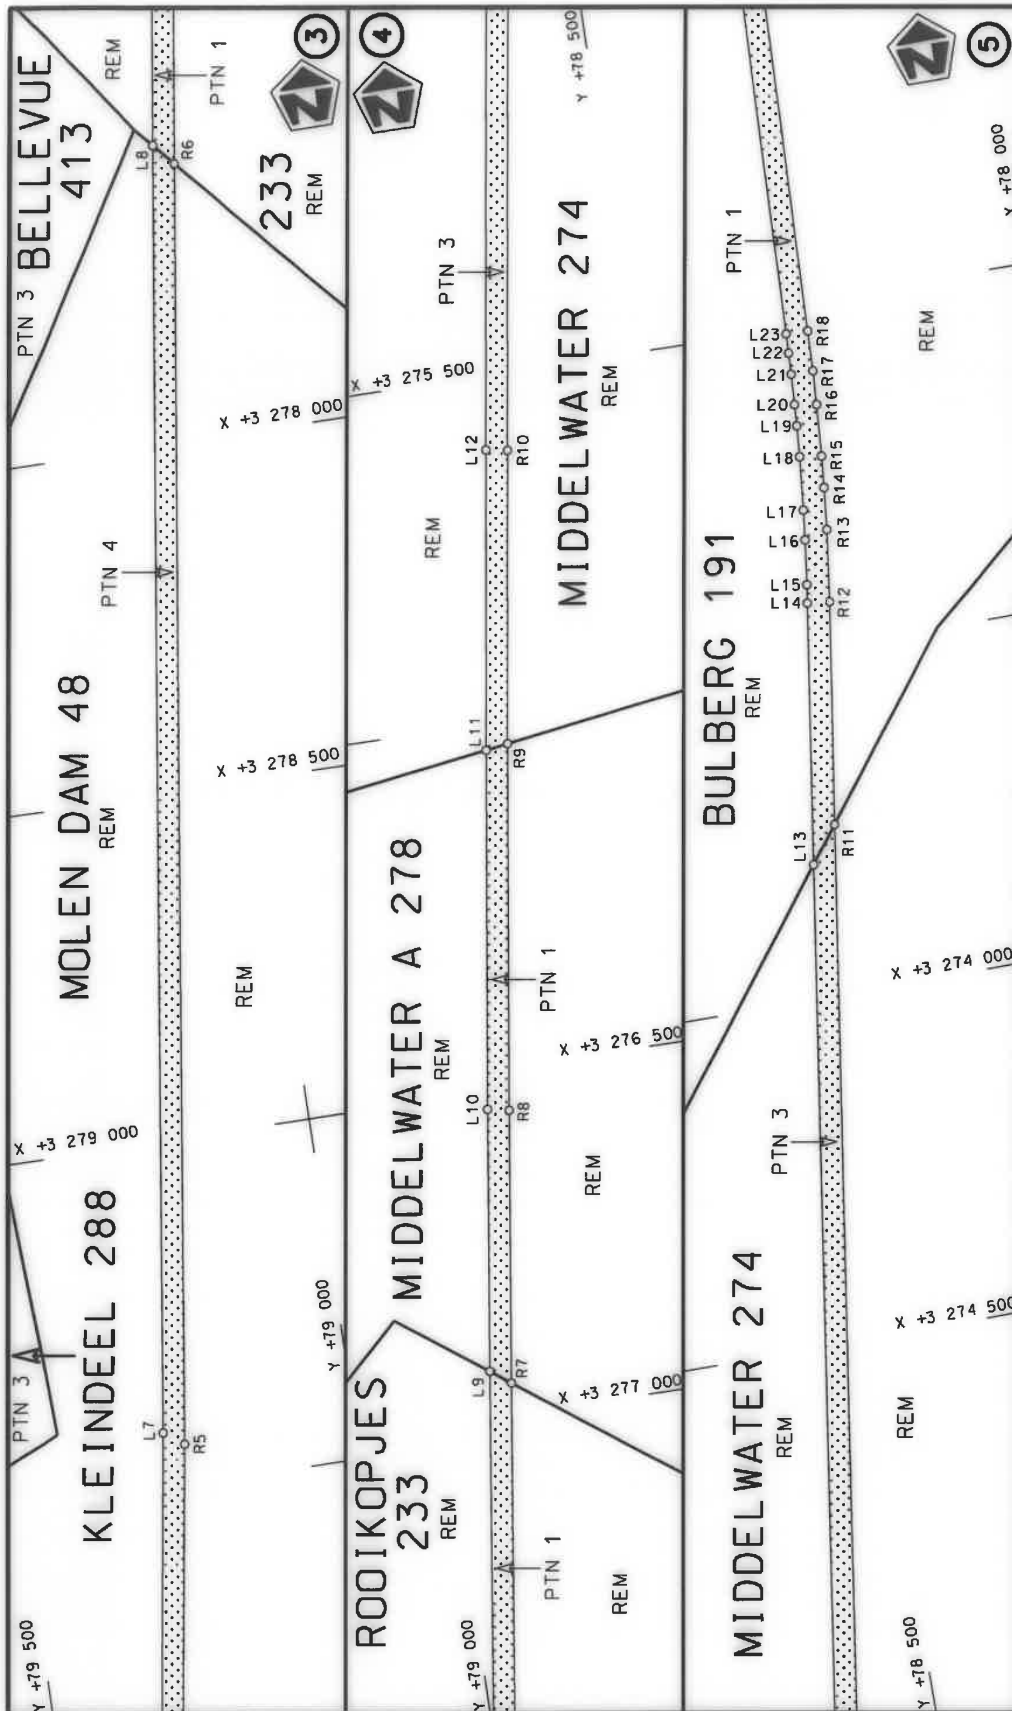 KLEINDEEL 288
PTN 3
MOLEN DAM 48
REM
PTN 3
BELLEVUE
413
REM
Y +79 500
X +3 279 000
L7
R5
PTN 4
L8
R6
PTN 1
REM
X +3 278 500
X +3 278 000
233
REM
3
ROOIKOPJES
233
REM
Y +79 000
Y +79 000
MIDDELWATER A 278
REM
X +3 275 500
REM
PTN 3
4
Y +78 500
L9
R7
L10
R8
L11
R9
L12
R10
PTN 1
PTN 1
REM
REM
X +3 277 000
X +3 276 500
MIDDELWATER 274
REM
MIDDELWATER 274
REM
PTN 3
BULBERG 191
REM
PTN 1
L13
R11
L14
L15
L16
L17
L18
L19
L20
L21
L22
L23
R12
R13
R14
R15
R16
R17
R18
Y +78 500
REM
X +3 274 500
X +3 274 000
REM
Y +78 000
5